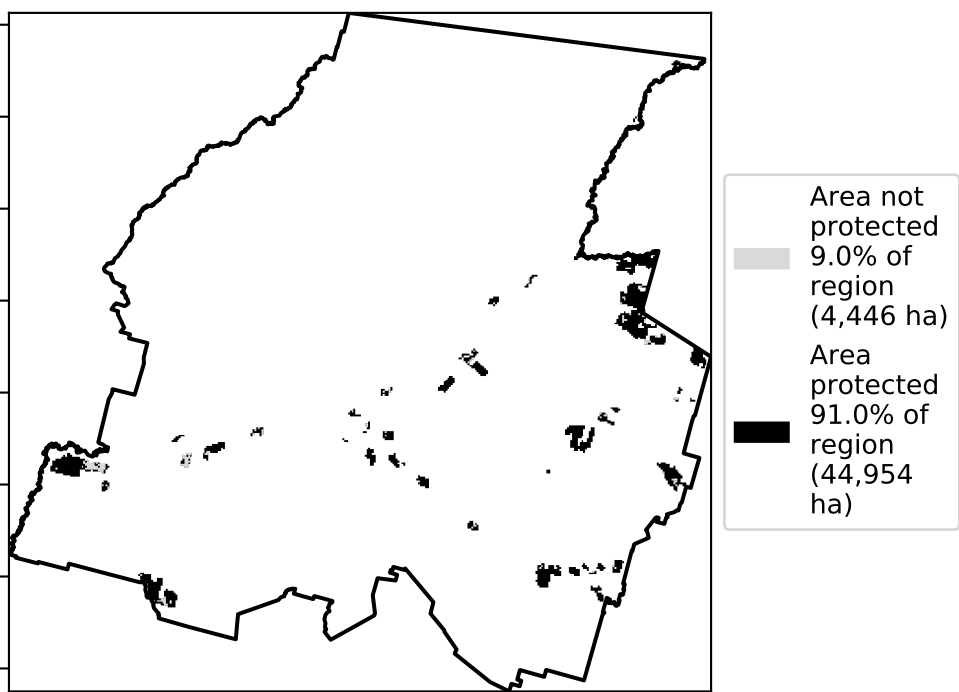 Area not
protected
9.0% of
region
(4,446 ha)
Area
protected
91.0% of
region
(44,954
ha)